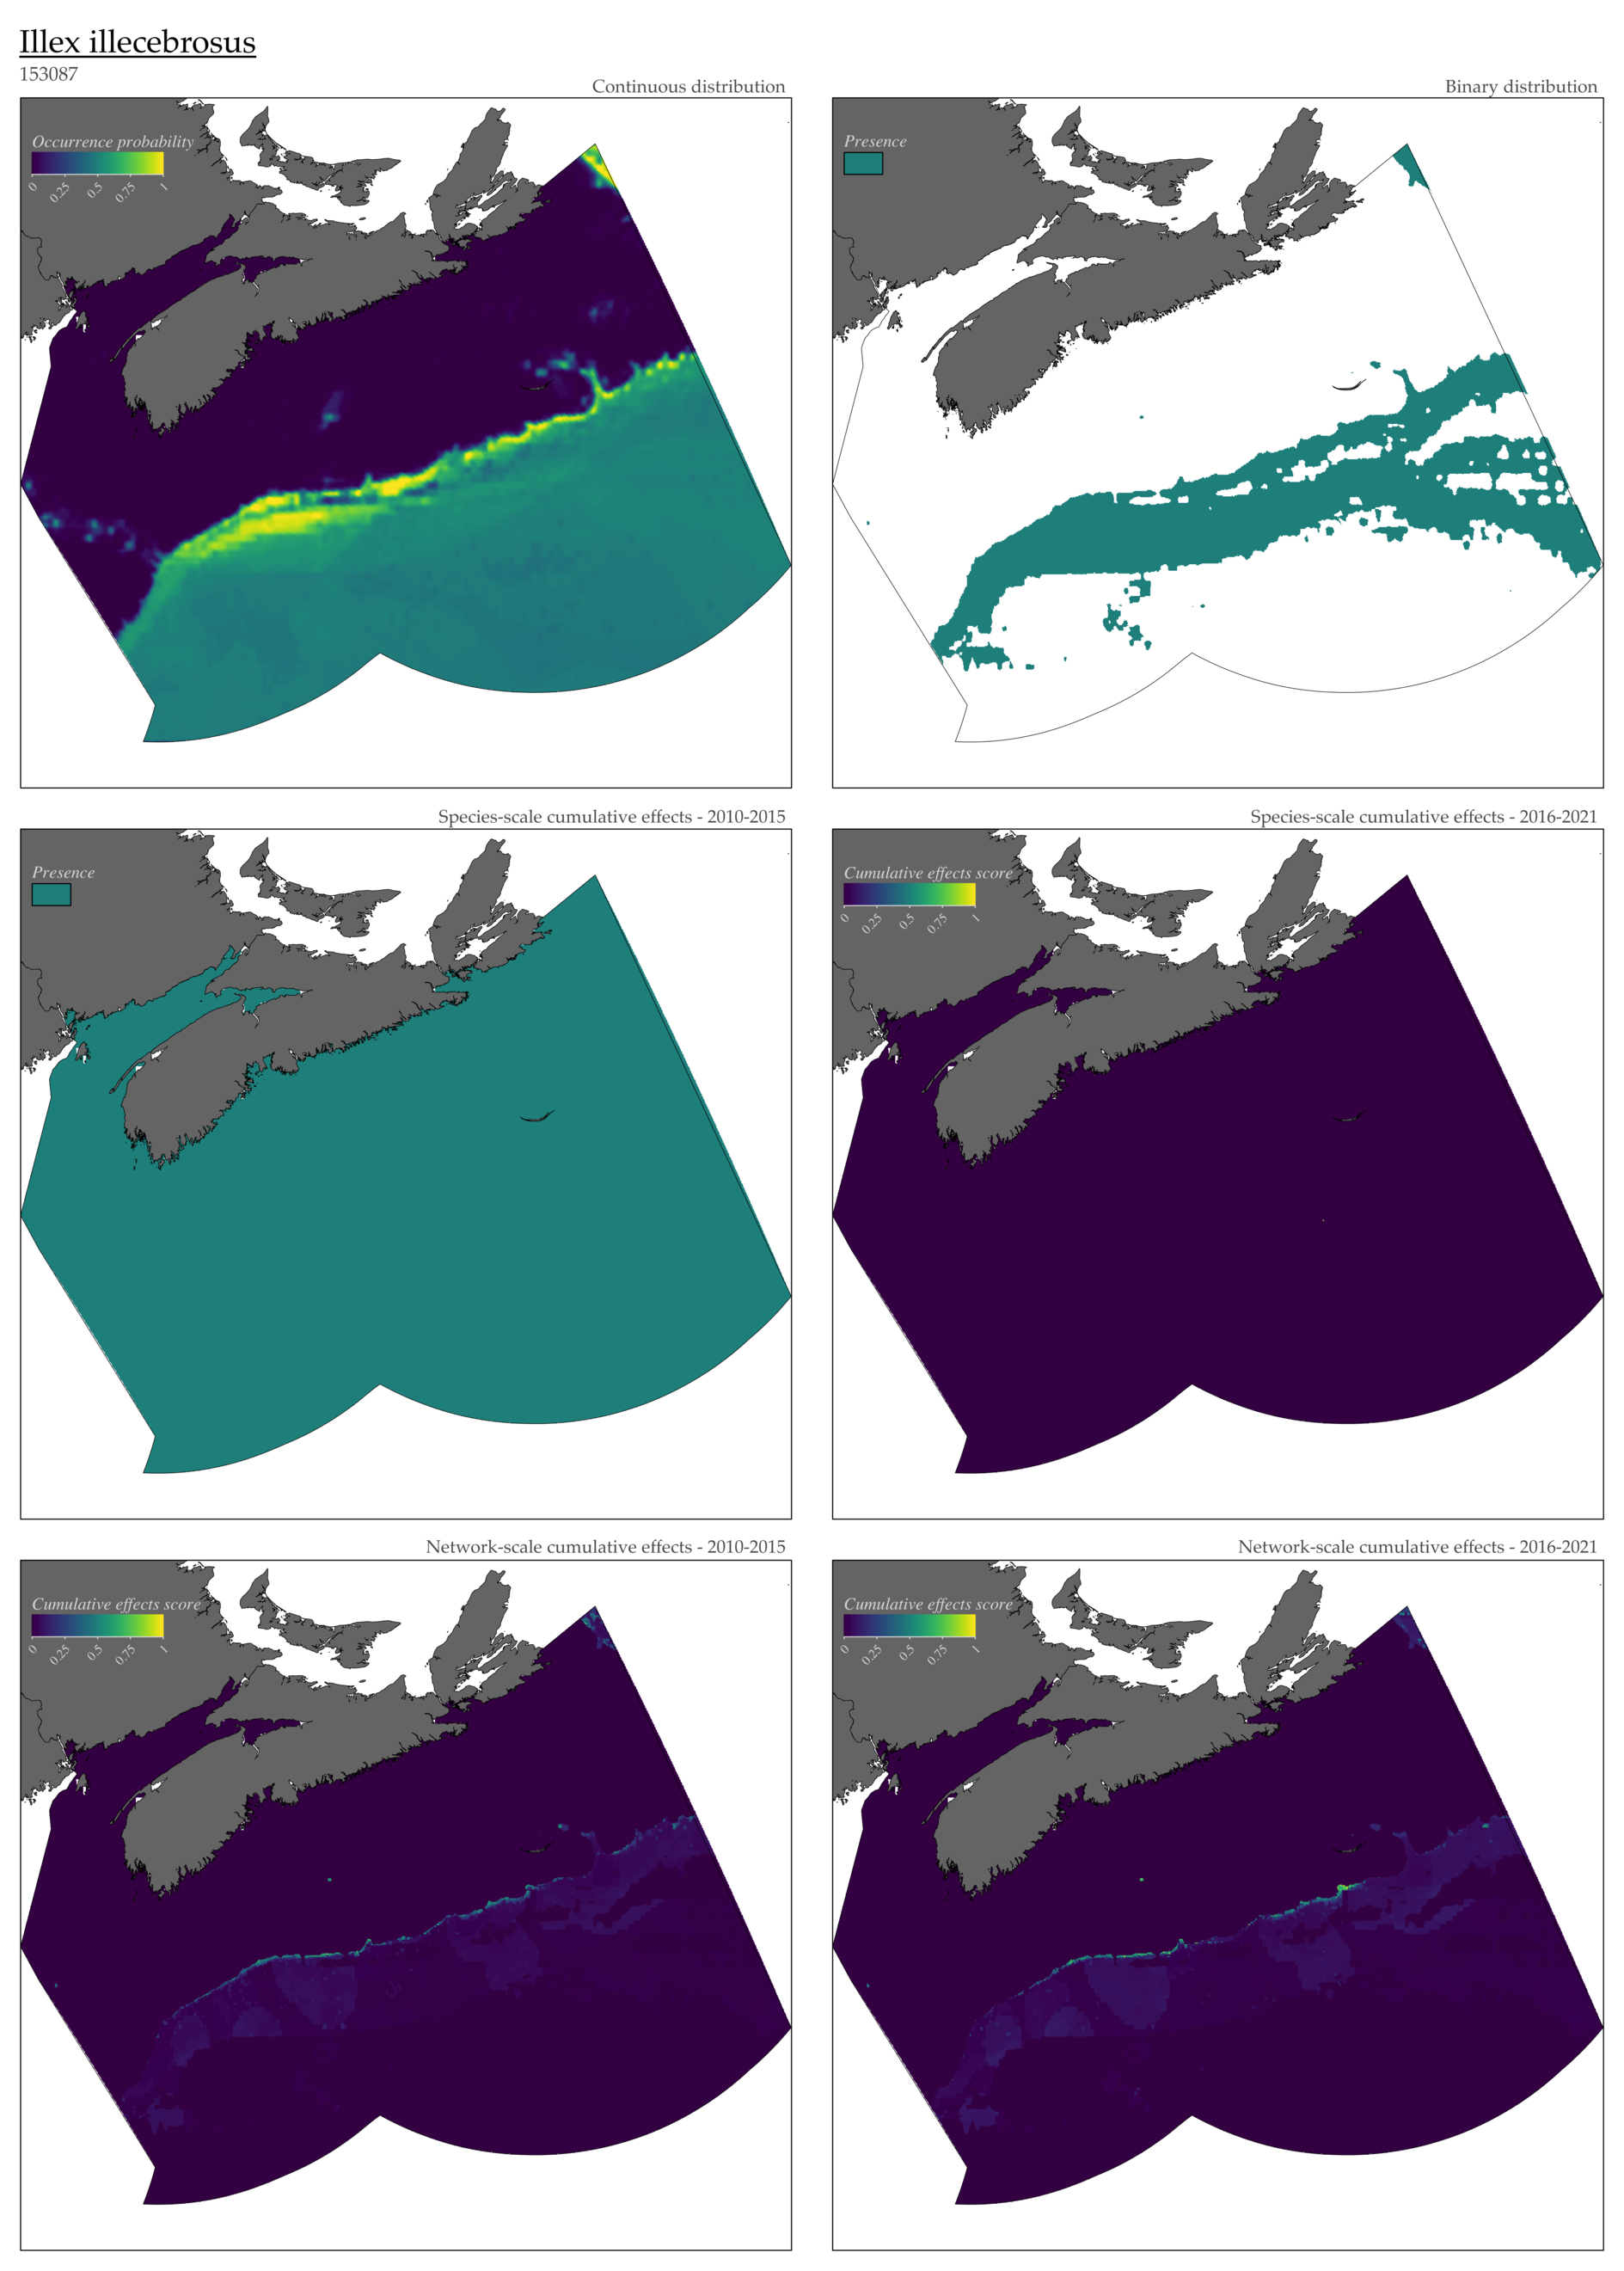 Illex illecebrosus
153087
Continuous distribution
Occurrence probability
0 0.25 0.5 0.75 1
Binary distribution
Presence
Species-scale cumulative effects - 2010-2015
Presence
Species-scale cumulative effects - 2016-2021
Cumulative effects score
0 0.25 0.5 0.75 1
Network-scale cumulative effects - 2010-2015
Cumulative effects score
0 0.25 0.5 0.75 1
Network-scale cumulative effects - 2016-2021
Cumulative effects score
0 0.25 0.5 0.75 1